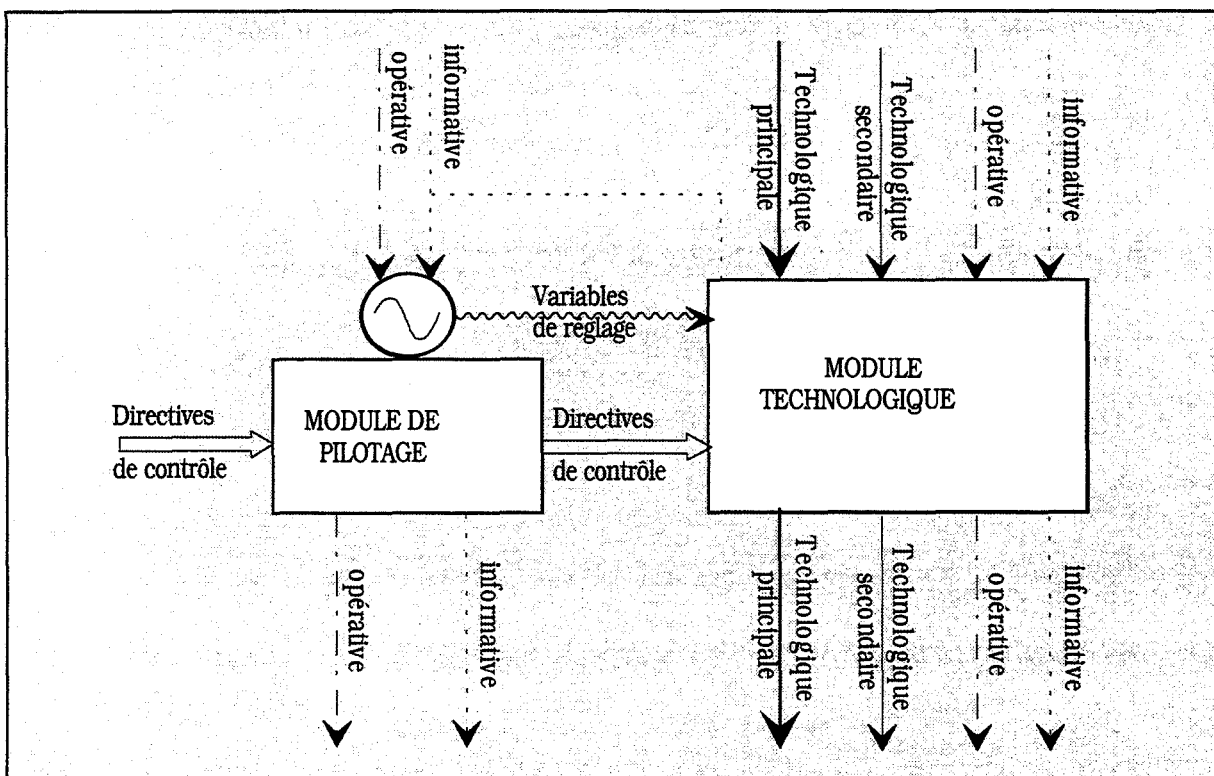 opérative
informative
Technologique
principale
Technologique
secondaire
opérative
informative
Variables
de réglage
MODULE
TECHNOLOGIQUE
Directives
de contrôle
MODULE DE
PILOTAGE
Directives
de contrôle
opérative
informative
Technologique
principale
Technologique
secondaire
opérative
informative